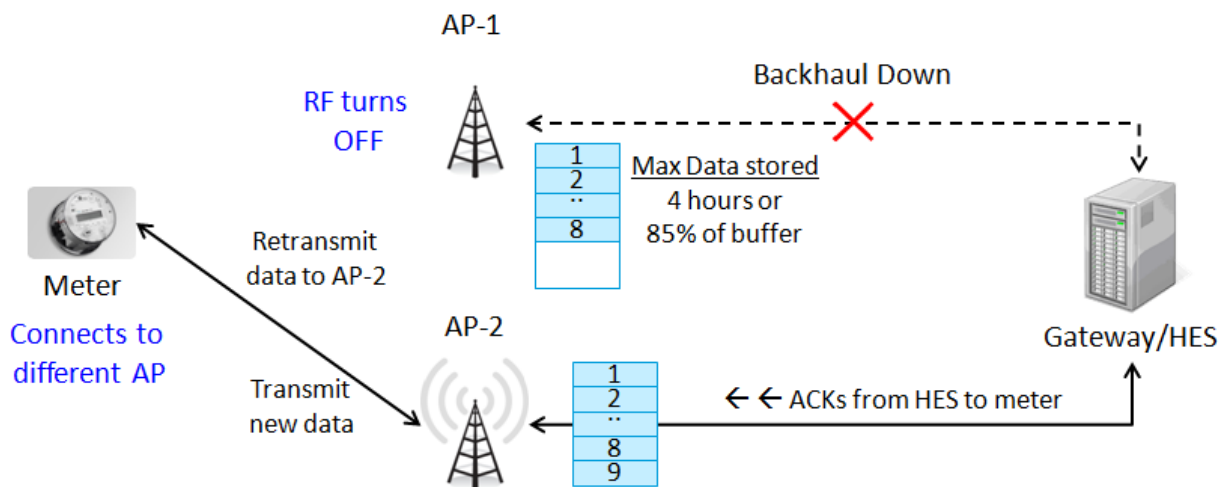 AP-1
Backhaul Down
RF turns
OFF
1
2
..
8
Max Data stored
4 hours or
85% of buffer
Retransmit
data to AP-2
Meter
Connects to
different AP
AP-2
Transmit
new data
1
2
..
8
9
← ← ACKs from HES to meter
Gateway/HES